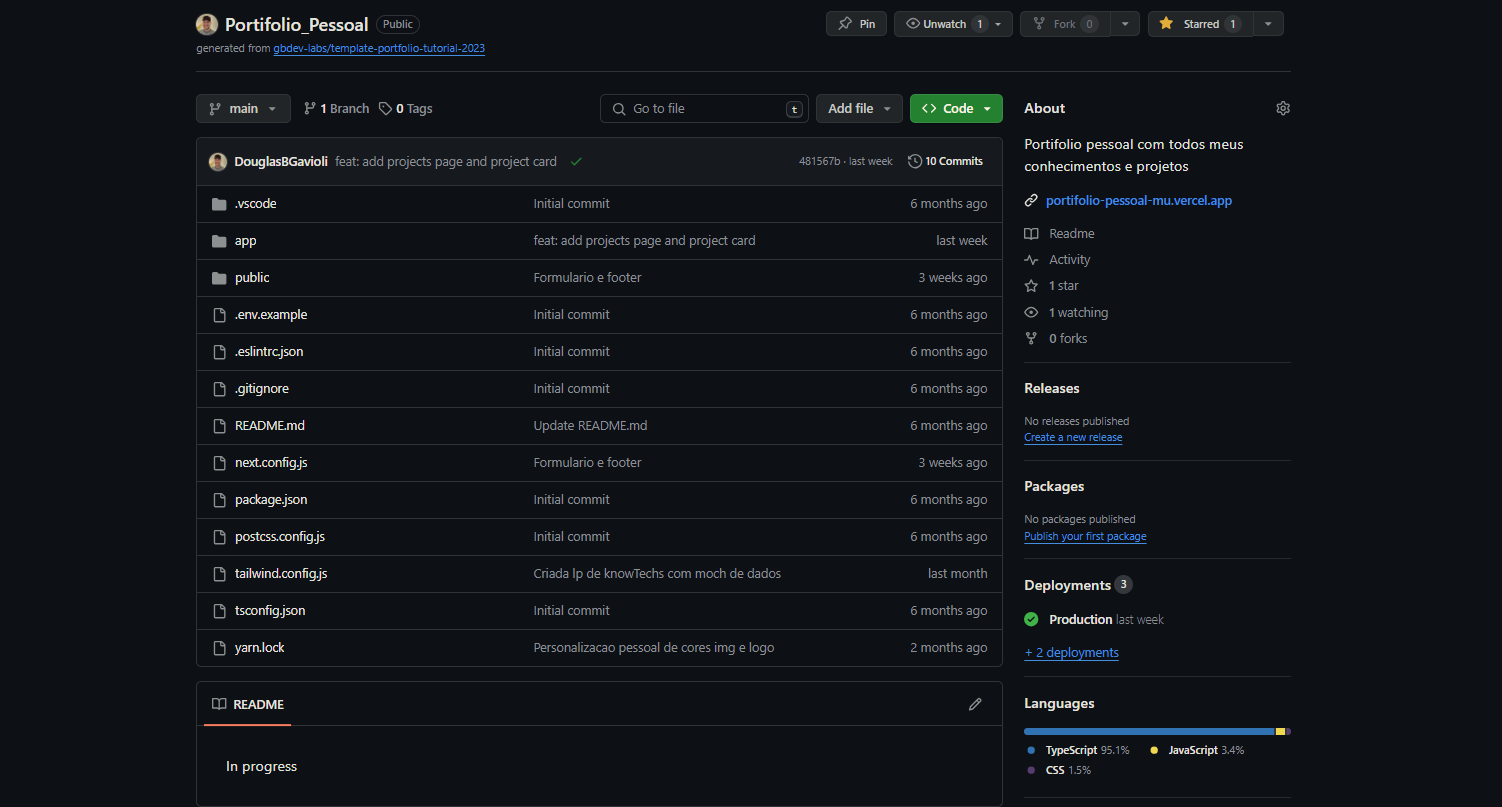 Portifolio_Pessoal Public Pin Unwatch 1 Fork 0 Starred 1
generated from gbdev-labs/template-portfolio-tutorial-2023
main 1 Branch 0 Tags Go to file t Add file Code
DouglasBGavioli feat: add projects page and project card 481567b · last week 10 Commits
.vscode Initial commit 6 months ago
app feat: add projects page and project card last week
public Formulario e footer 3 weeks ago
.env.example Initial commit 6 months ago
.eslintrc.json Initial commit 6 months ago
.gitignore Initial commit 6 months ago
README.md Update README.md 6 months ago
next.config.js Formulario e footer 3 weeks ago
package.json Initial commit 6 months ago
postcss.config.js Initial commit 6 months ago
tailwind.config.js Criada lp de knowTechs com moch de dados last month
tsconfig.json Initial commit 6 months ago
yarn.lock Personalizacao pessoal de cores img e logo 2 months ago
README
In progress
About
Portifolio pessoal com todos meus
conhecimentos e projetos
portifolio-pessoal-mu.vercel.app
Readme
Activity
1 star
1 watching
0 forks
Releases
No releases published
Create a new release
Packages
No packages published
Publish your first package
Deployments 3
Production last week
+ 2 deployments
Languages
TypeScript 95.1% JavaScript 3.4%
CSS 1.5%